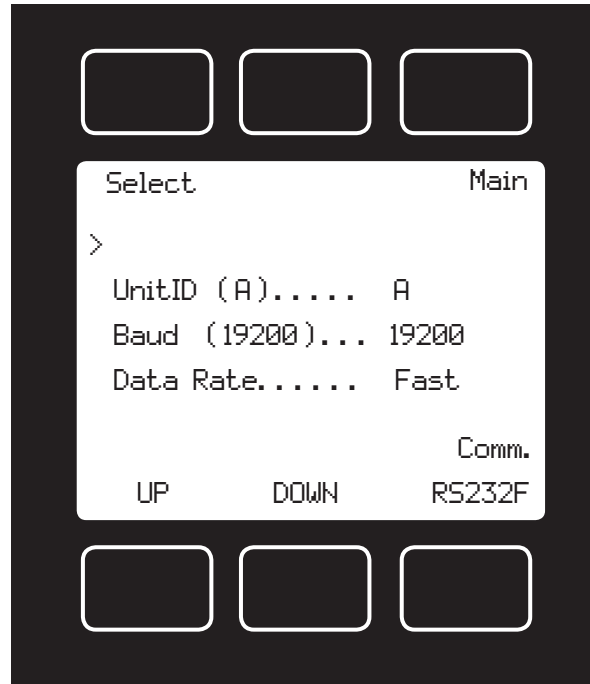 Select Main
>
UnitID (A)..... A
Baud (19200)... 19200
Data Rate...... Fast
Comm.
UP DOWN RS232F